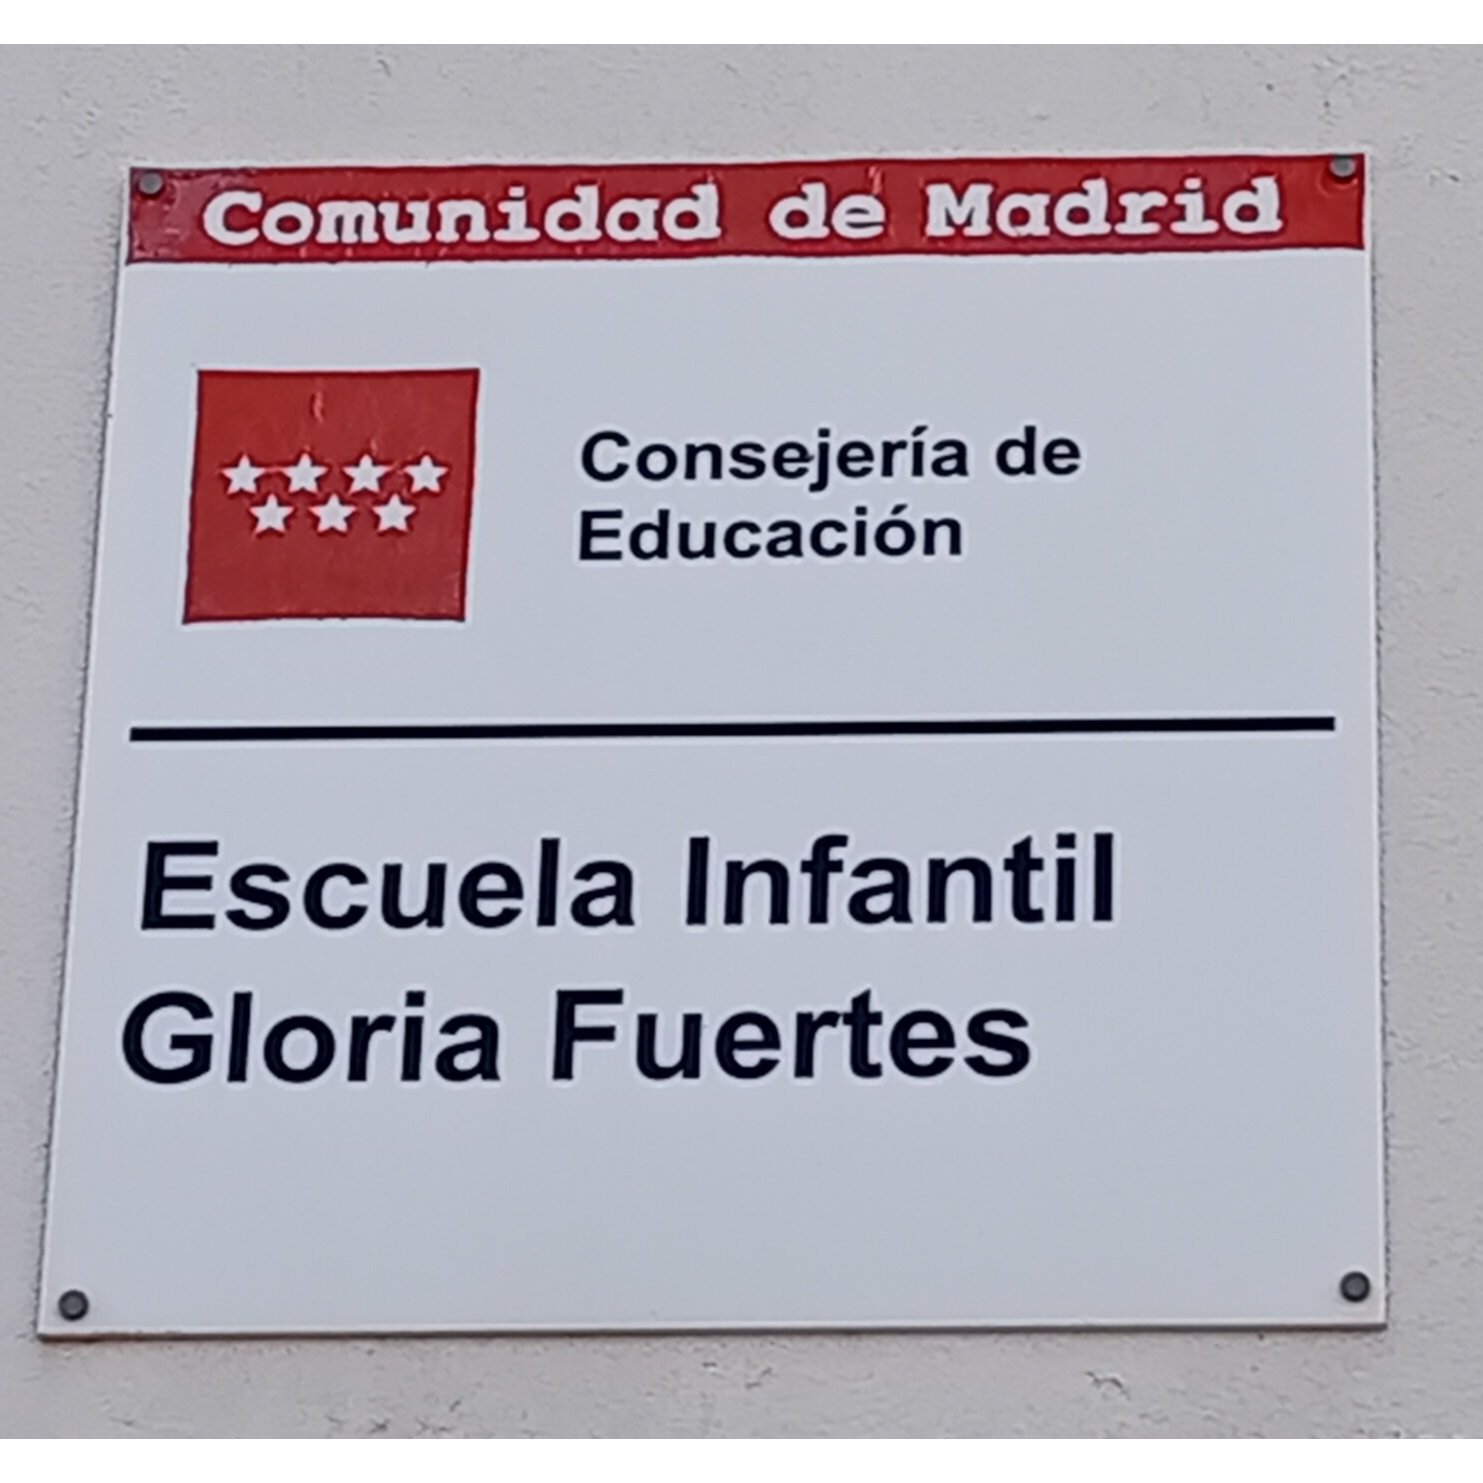 Comunidad de Madrid
Consejería de
Educación
Escuela Infantil
Gloria Fuertes